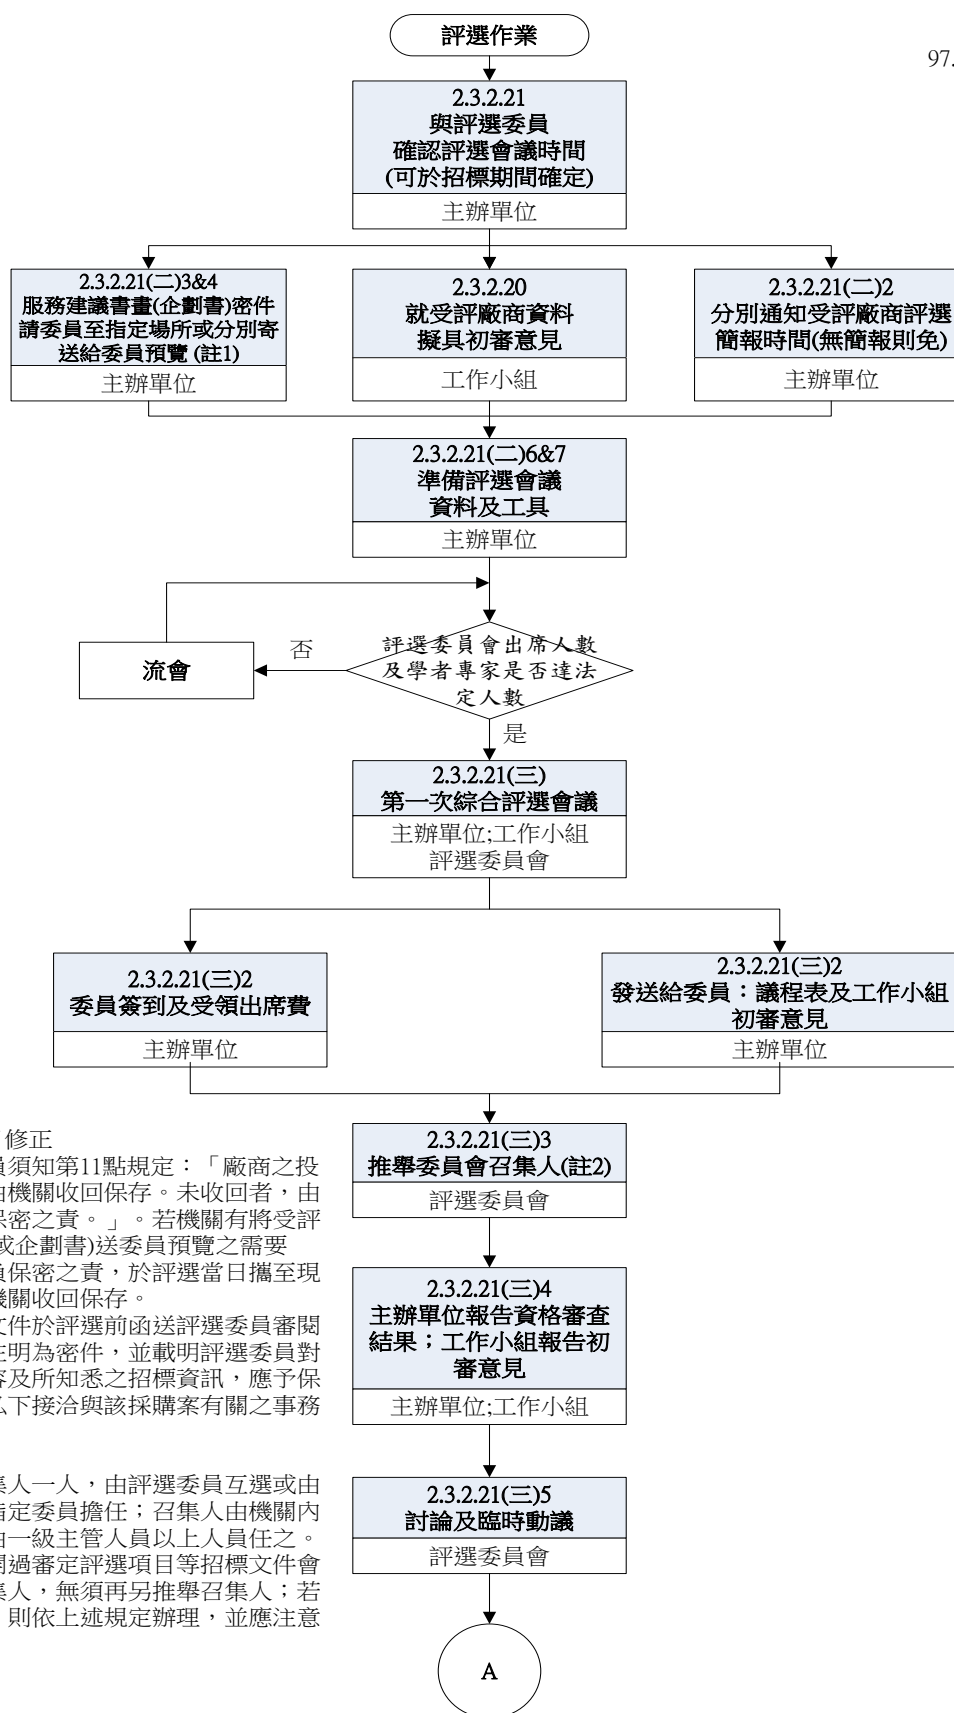 評選作業
97.
2.3.2.21
與評選委員
確認評選會議時間
(可於招標期間確定)
主辦單位
2.3.2.21(二)3&4
服務建議書畫(企劃書)密件
請委員至指定場所或分別寄
送給委員預覽 (註1)
主辦單位
2.3.2.20
就受評廠商資料
擬具初審意見
工作小組
2.3.2.21(二)2
分別通知受評廠商評選
簡報時間(無簡報則免)
主辦單位
2.3.2.21(二)6&7
準備評選會議
資料及工具
主辦單位
評選委員會出席人數
及學者專家是否達法
定人數
否
流會
是
2.3.2.21(三)
第一次綜合評選會議
主辦單位;工作小組
評選委員會
2.3.2.21(三)2
委員簽到及受領出席費
主辦單位
2.3.2.21(三)2
發送給委員：議程表及工作小組
初審意見
主辦單位
2.3.2.21(三)3
推舉委員會召集人(註2)
評選委員會
2.3.2.21(三)4
主辦單位報告資格審查
結果；工作小組報告初
審意見
主辦單位;工作小組
2.3.2.21(三)5
討論及臨時動議
評選委員會
A
修正
員須知第11點規定：「廠商之投
由機關收回保存。未收回者，由
保密之責。」。若機關有將受評
或企劃書)送委員預覽之需要
負保密之責，於評選當日攜至現
機關收回保存。
文件於評選前函送評選委員審閱
註明為密件，並載明評選委員對
容及所知悉之招標資訊，應予保
私下接洽與該採購案有關之事務
集人一人，由評選委員互選或由
指定委員擔任；召集人由機關內
由一級主管人員以上人員任之。
開過審定評選項目等招標文件會
集人，無須再另推舉召集人；若
則依上述規定辦理，並應注意